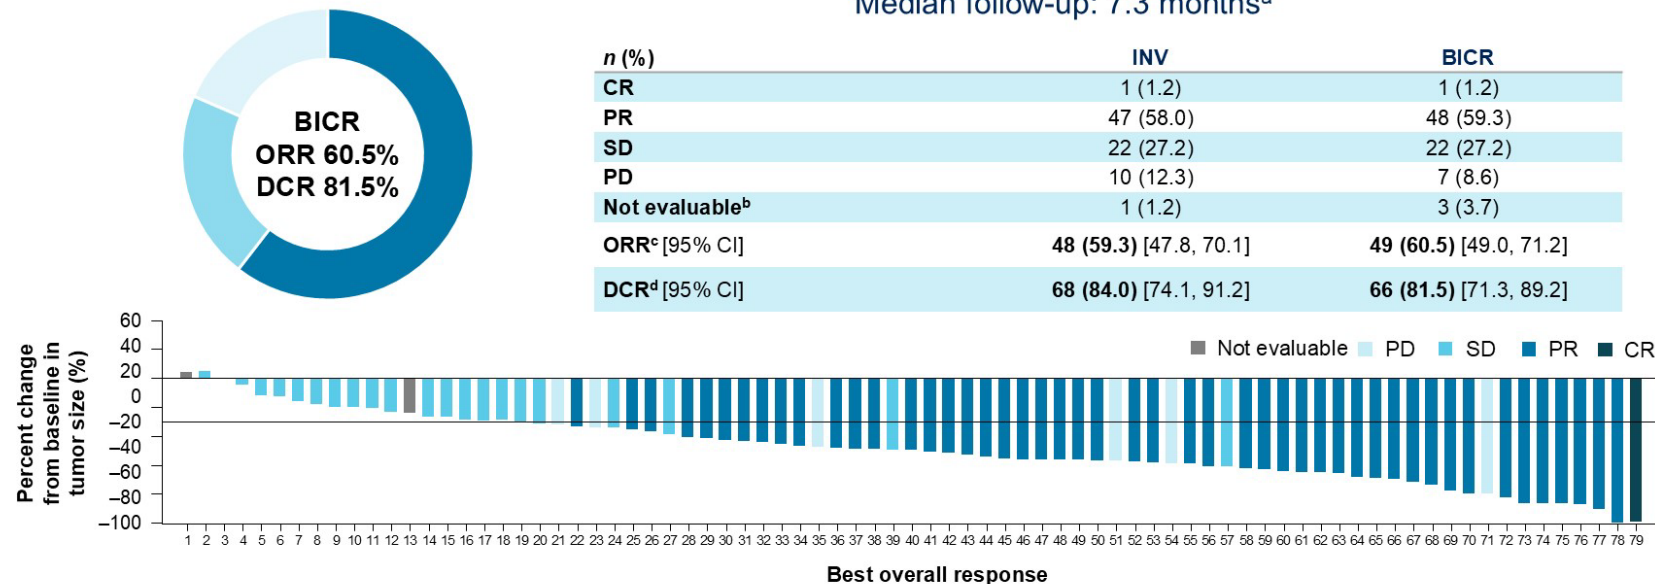 Median follow-up: 7.3 monthsᵃ
BICR
ORR 60.5%
DCR 81.5%
n (%) INV BICR
CR 1 (1.2) 1 (1.2)
PR 47 (58.0) 48 (59.3)
SD 22 (27.2) 22 (27.2)
PD 10 (12.3) 7 (8.6)
Not evaluableᵇ 1 (1.2) 3 (3.7)
ORRᶜ [95% CI] 48 (59.3) [47.8, 70.1] 49 (60.5) [49.0, 71.2]
DCRᵈ [95% CI] 68 (84.0) [74.1, 91.2] 66 (81.5) [71.3, 89.2]
Percent change
from baseline in
tumor size (%)
60
40
20
0
–20
–40
–60
–80
–100
Not evaluable PD SD PR CR
1 2 3 4 5 6 7 8 9 10 11 12 13 14 15 16 17 18 19 20 21 22 23 24 25 26 27 28 29 30 31 32 33 34 35 36 37 38 39 40 41 42 43 44 45 46 47 48 49 50 51 52 53 54 55 56 57 58 59 60 61 62 63 64 65 66 67 68 69 70 71 72 73 74 75 76 77 78 79
Best overall response